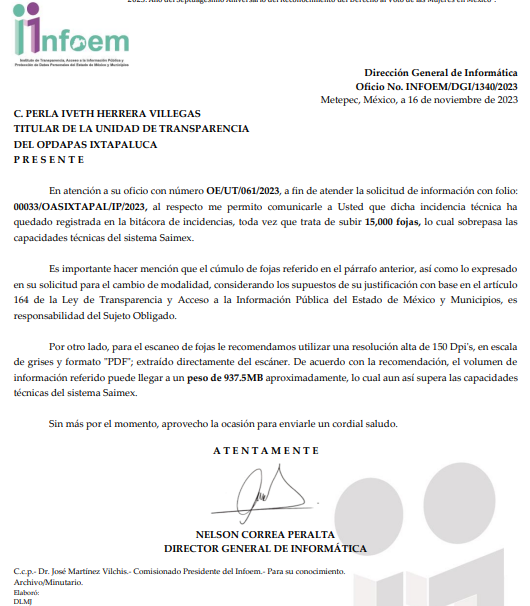 2023. Año del Septuagésimo Aniversario del Reconocimiento del Derecho al Voto de las Mujeres en México".
infoem
Instituto de Transparencia, Acceso a la Información Pública y
Protección de Datos Personales del Estado de México y Municipios
Dirección General de Informática
Oficio No. INFOEM/DGI/1340/2023
Metepec, México, a 16 de noviembre de 2023
C. PERLA IVETH HERRERA VILLEGAS
TITULAR DE LA UNIDAD DE TRANSPARENCIA
DEL OPDAPAS IXTAPALUCA
P R E S E N T E
En atención a su oficio con número OE/UT/061/2023, a fin de atender la solicitud de información con folio:
00033/OASIXTAPAL/IP/2023, al respecto me permito comunicarle a Usted que dicha incidencia técnica ha
quedado registrada en la bitácora de incidencias, toda vez que trata de subir 15,000 fojas, lo cual sobrepasa las
capacidades técnicas del sistema Saimex.
Es importante hacer mención que el cúmulo de fojas referido en el párrafo anterior, así como lo expresado
en su solicitud para el cambio de modalidad, considerando los supuestos de su justificación con base en el artículo
164 de la Ley de Transparencia y Acceso a la Información Pública del Estado de México y Municipios, es
responsabilidad del Sujeto Obligado.
Por otro lado, para el escaneo de fojas le recomendamos utilizar una resolución alta de 150 Dpi's, en escala
de grises y formato "PDF"; extraído directamente del escáner. De acuerdo con la recomendación, el volumen de
información referido puede llegar a un peso de 937.5MB aproximadamente, lo cual aun así supera las capacidades
técnicas del sistema Saimex.
Sin más por el momento, aprovecho la ocasión para enviarle un cordial saludo.
A T E N T A M E N T E
NELSON CORREA PERALTA
DIRECTOR GENERAL DE INFORMÁTICA
C.c.p.- Dr. José Martínez Vilchis.- Comisionado Presidente del Infoem.- Para su conocimiento.
Archivo/Minutario.
Elaboró:
DLMJ